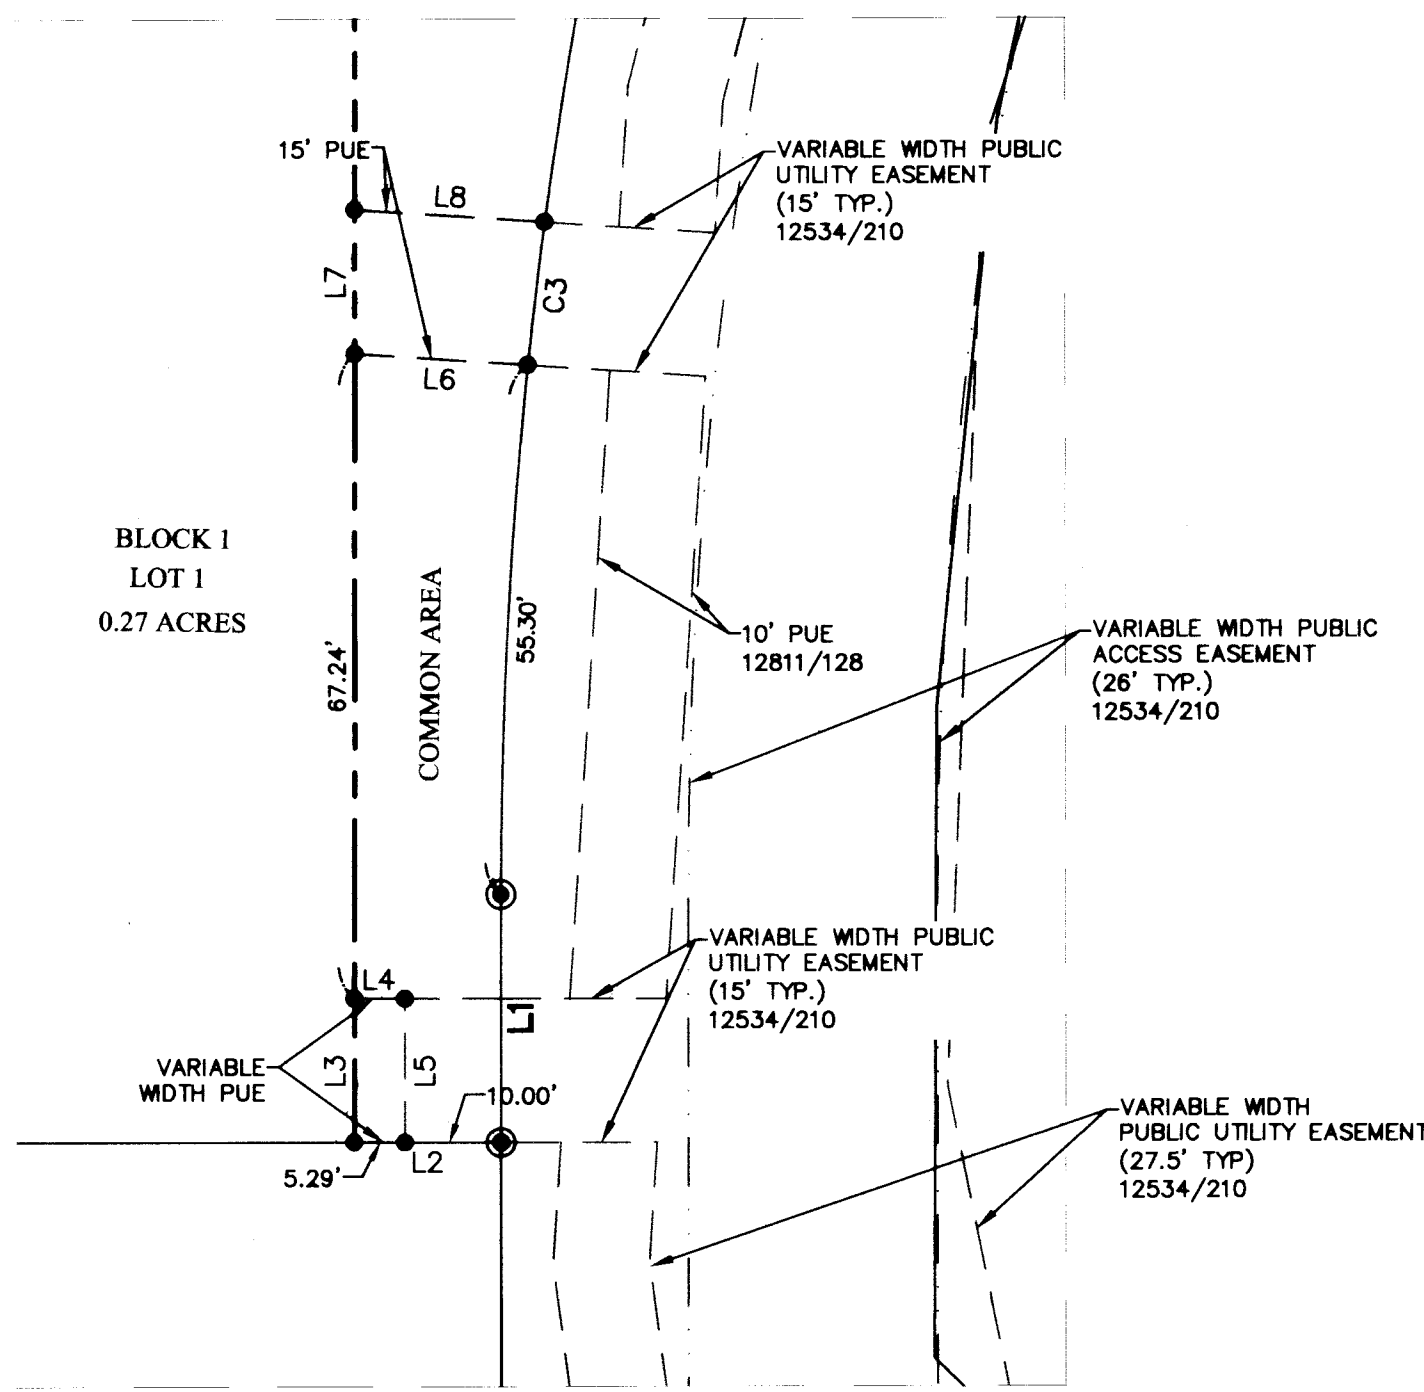 15' PUE
L8
VARIABLE WIDTH PUBLIC
UTILITY EASEMENT
(15' TYP.)
12534/210
L7
C3
L6
BLOCK 1
LOT 1
0.27 ACRES
67.24'
COMMON AREA
55.30'
10' PUE
12811/128
VARIABLE WIDTH PUBLIC
ACCESS EASEMENT
(26' TYP.)
12534/210
VARIABLE WIDTH PUBLIC
UTILITY EASEMENT
(15' TYP.)
12534/210
L4
L1
VARIABLE
WIDTH PUE
L3
L5
10.00'
5.29'
L2
VARIABLE WIDTH
PUBLIC UTILITY EASEMENT
(27.5' TYP)
12534/210